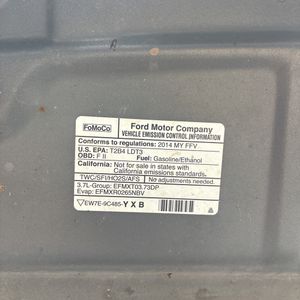 FoMoCo
Ford Motor Company
VEHICLE EMISSION CONTROL INFORMATION
Conforms to regulations: 2014 MY FFV
U.S. EPA: T2B4 LDT3
OBD: F II Fuel: Gasoline/Ethanol
California: Not for sale in states with
California emissions standards.
TWC/SFI/HO2S/AFS No adjustments needed.
3.7L-Group: EFMXT03.73DP
Evap: EFMXR0265NBV
EW7E-9C485-YXB